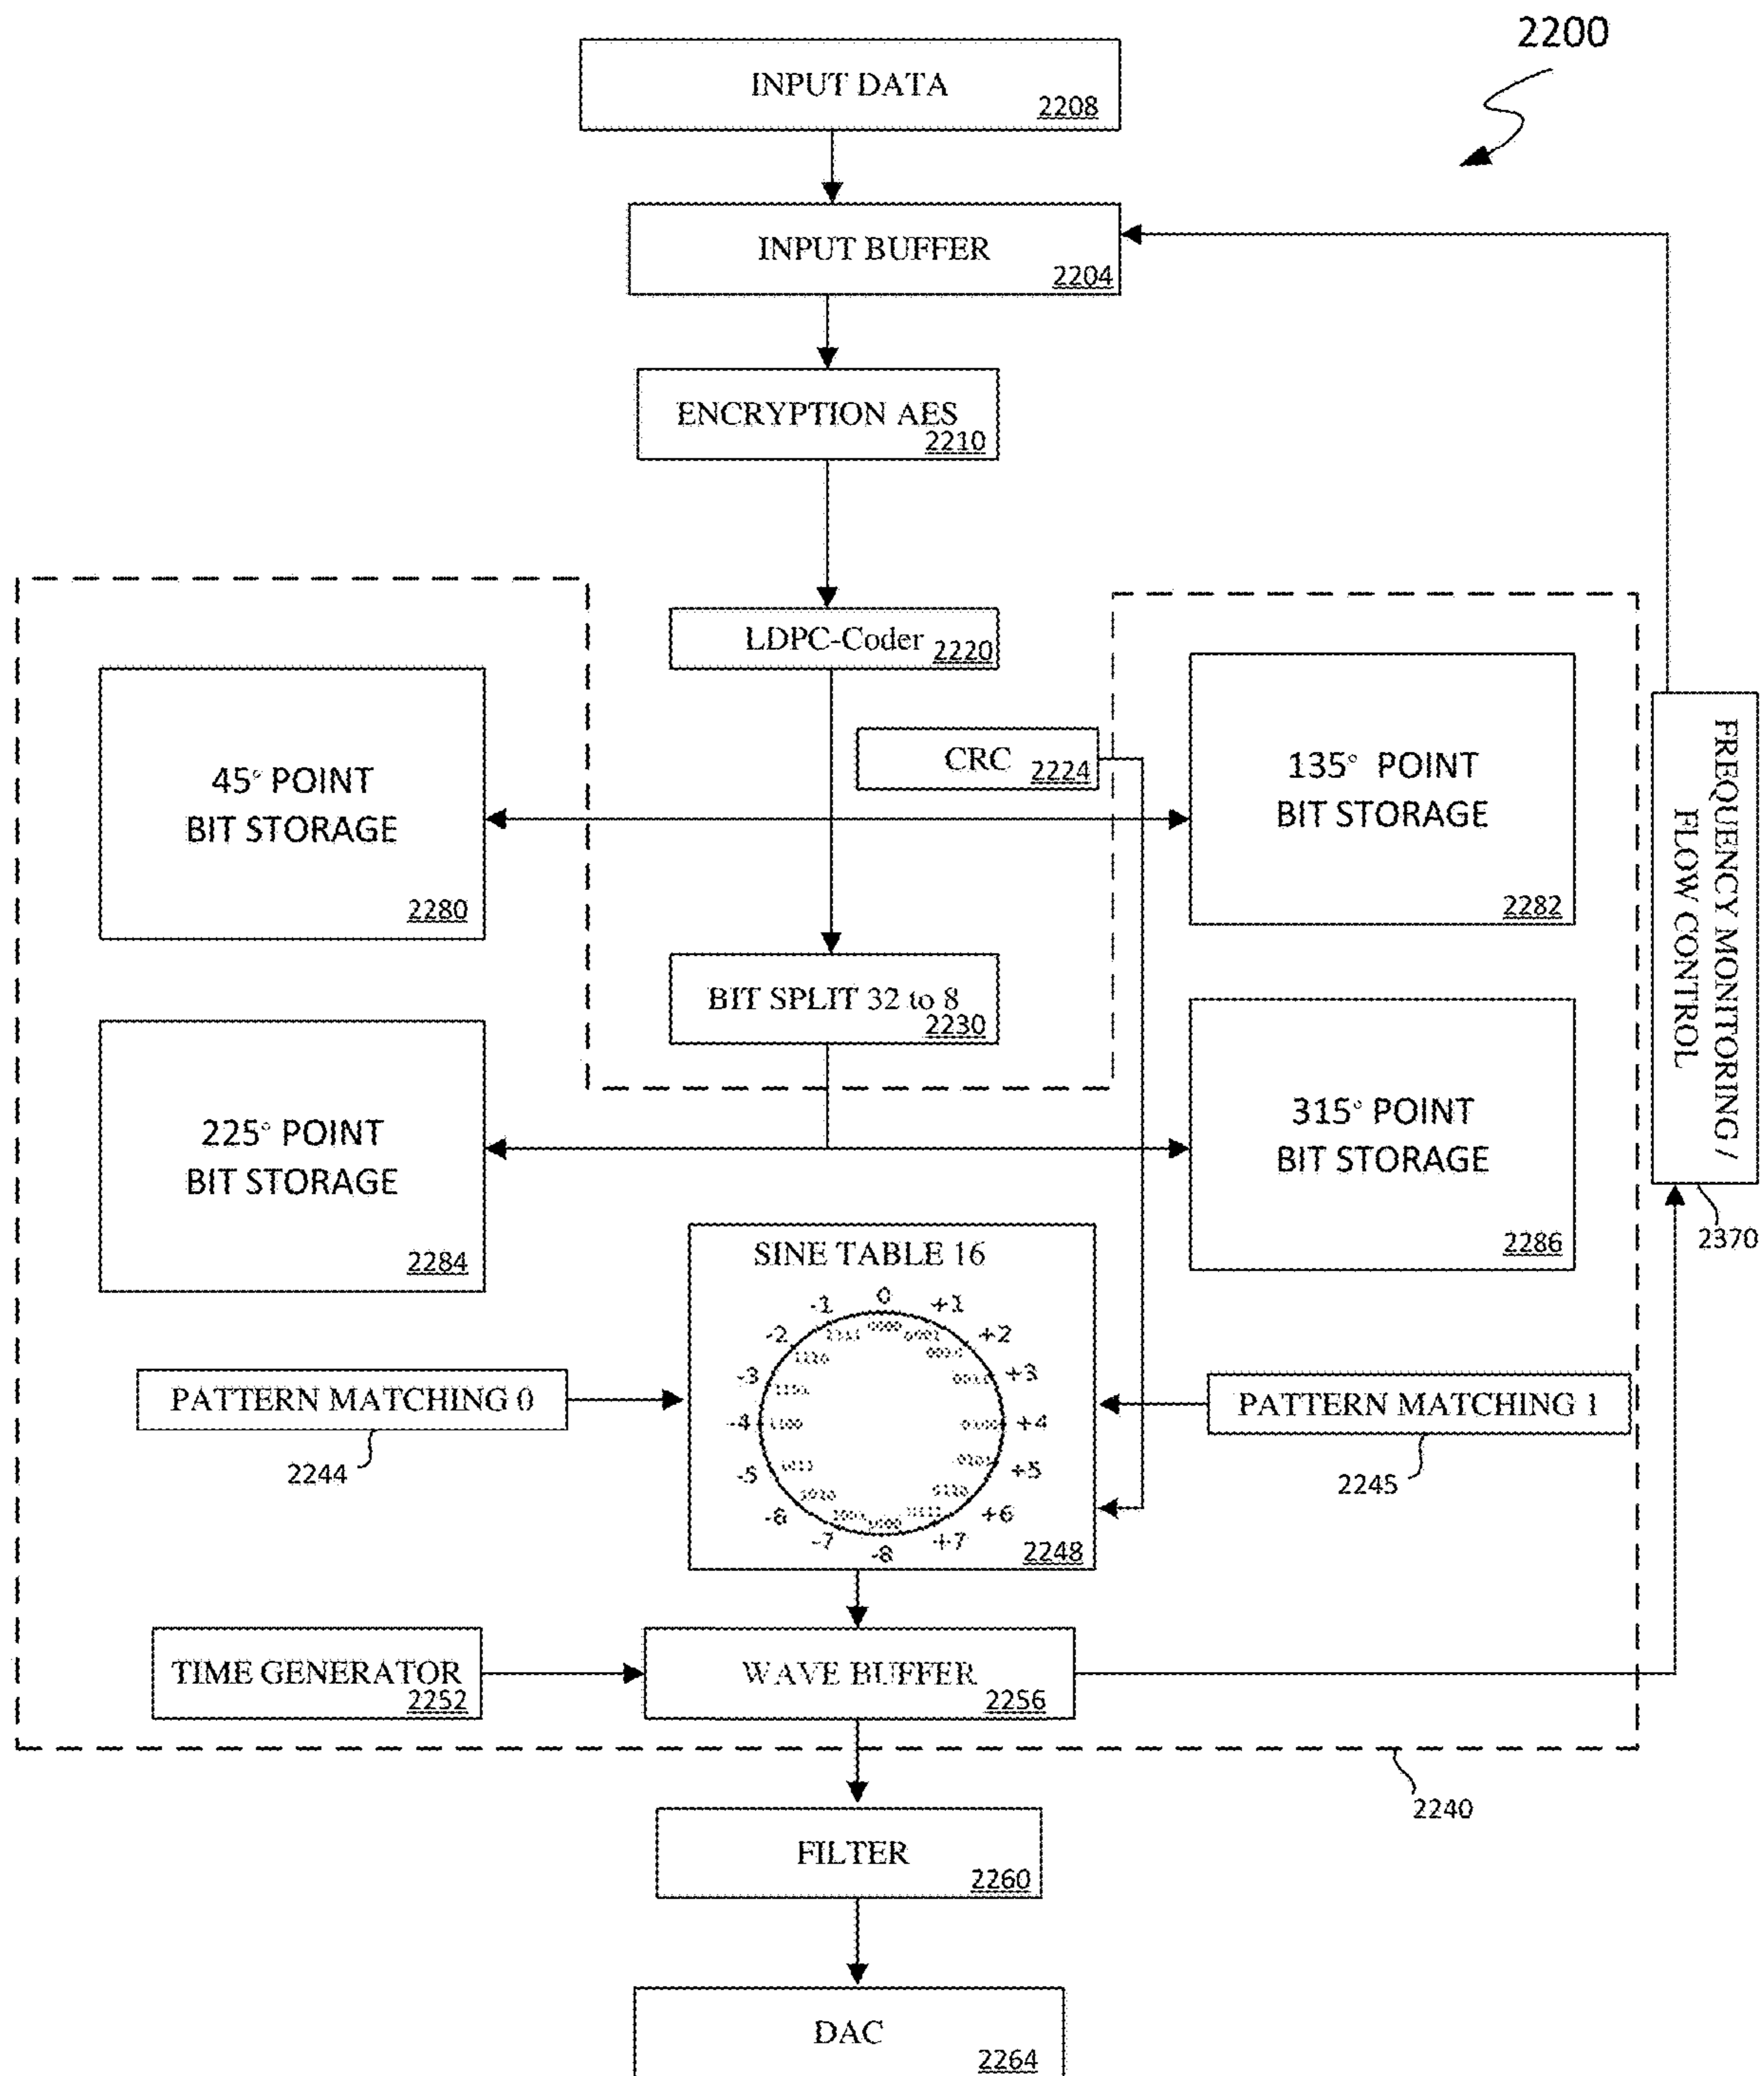 2200
INPUT DATA
2208
INPUT BUFFER
2204
ENCRYPTION AES
2210
LDPC-Coder
2220
CRC
2224
45° POINT
BIT STORAGE
2280
135° POINT
BIT STORAGE
2282
FREQUENCY MONITORING /
FLOW CONTROL
2370
BIT SPLIT 32 to 8
2230
225° POINT
BIT STORAGE
2284
315° POINT
BIT STORAGE
2286
SINE TABLE 16
0
-1
+1
-2
+2
-3
+3
-4
+4
-5
+5
-6
+6
-7
+7
-8
0000
1100
0100
1000
2248
PATTERN MATCHING 0
2244
PATTERN MATCHING 1
2245
TIME GENERATOR
2252
WAVE BUFFER
2256
2240
FILTER
2260
DAC
2264